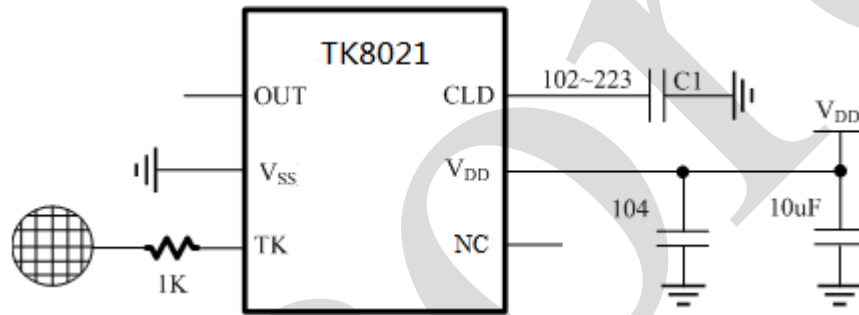 TK8021
OUT
CLD
102~223
C1
VDD
VSS
VDD
104
10uF
TK
NC
1K